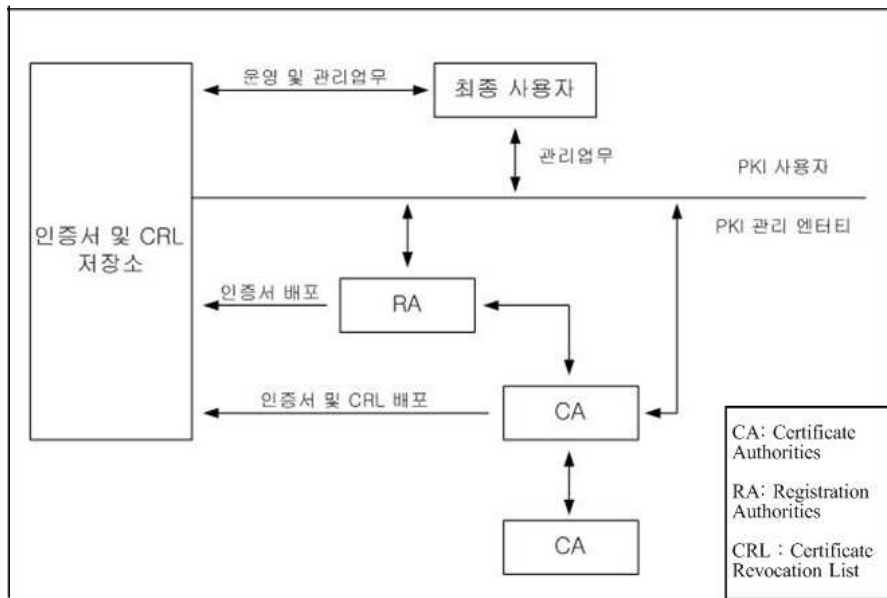 운영 및 관리업무
최종 사용자
관리업무
PKI 사용자
인증서 및 CRL
저장소
PKI 관리 엔터티
인증서 배포
RA
인증서 및 CRL 배포
CA
CA
CA: Certificate
Authorities
RA: Registration
Authorities
CRL : Certificate
Revocation List